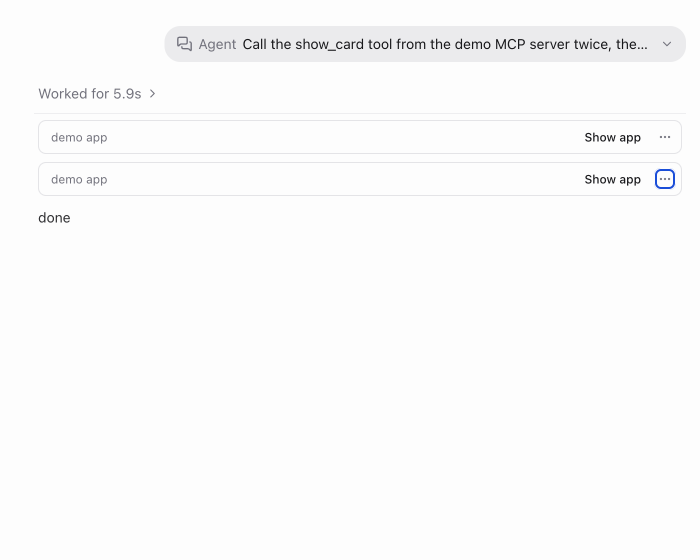 Agent Call the show_card tool from the demo MCP server twice, the...
Worked for 5.9s
demo app Show app ...
demo app Show app ...
done